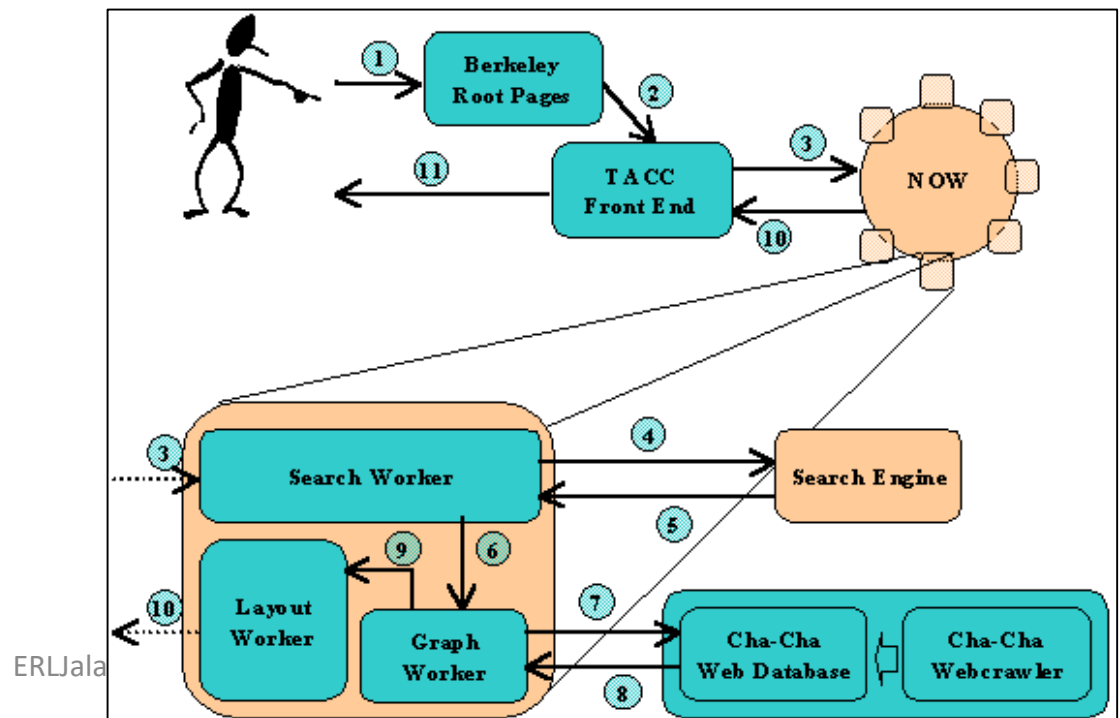 1
Berkeley
Root Pages
2
3
TACC
Front End
NOW
11
10
4
3
Search Worker
Search Engine
5
9
6
10
Layout
Worker
7
Graph
Worker
Cha-Cha
Web Database
Cha-Cha
Webcrawler
8
ERLJala